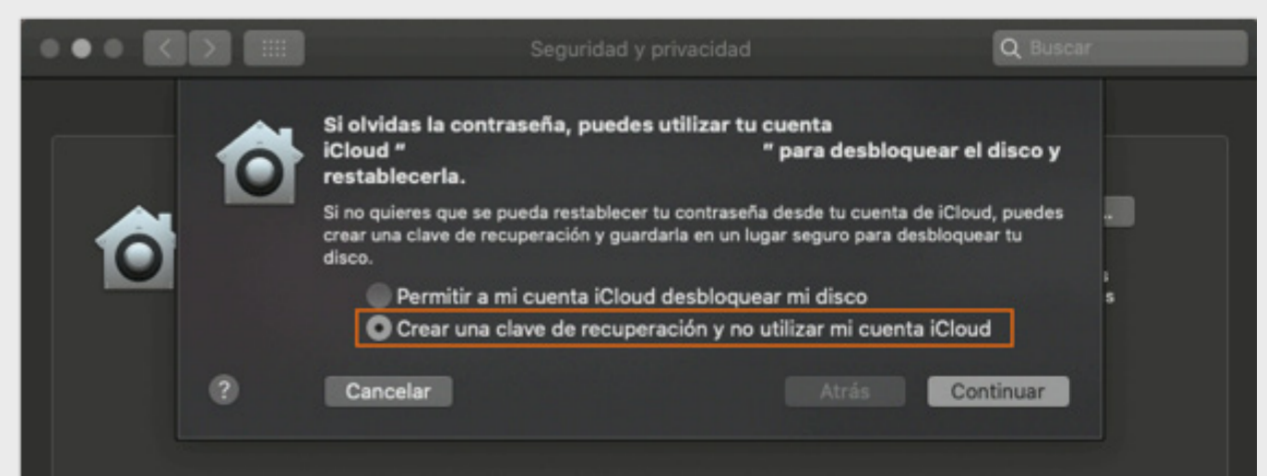 Seguridad y privacidad
Buscar
Si olvidas la contraseña, puedes utilizar tu cuenta
iCloud “ ” para desbloquear el disco y
restablecerla.
Si no quieres que se pueda restablecer tu contraseña desde tu cuenta de iCloud, puedes
crear una clave de recuperación y guardarla en un lugar seguro para desbloquear tu
disco.
Permitir a mi cuenta iCloud desbloquear mi disco
Crear una clave de recuperación y no utilizar mi cuenta iCloud
?
Cancelar
Atrás
Continuar